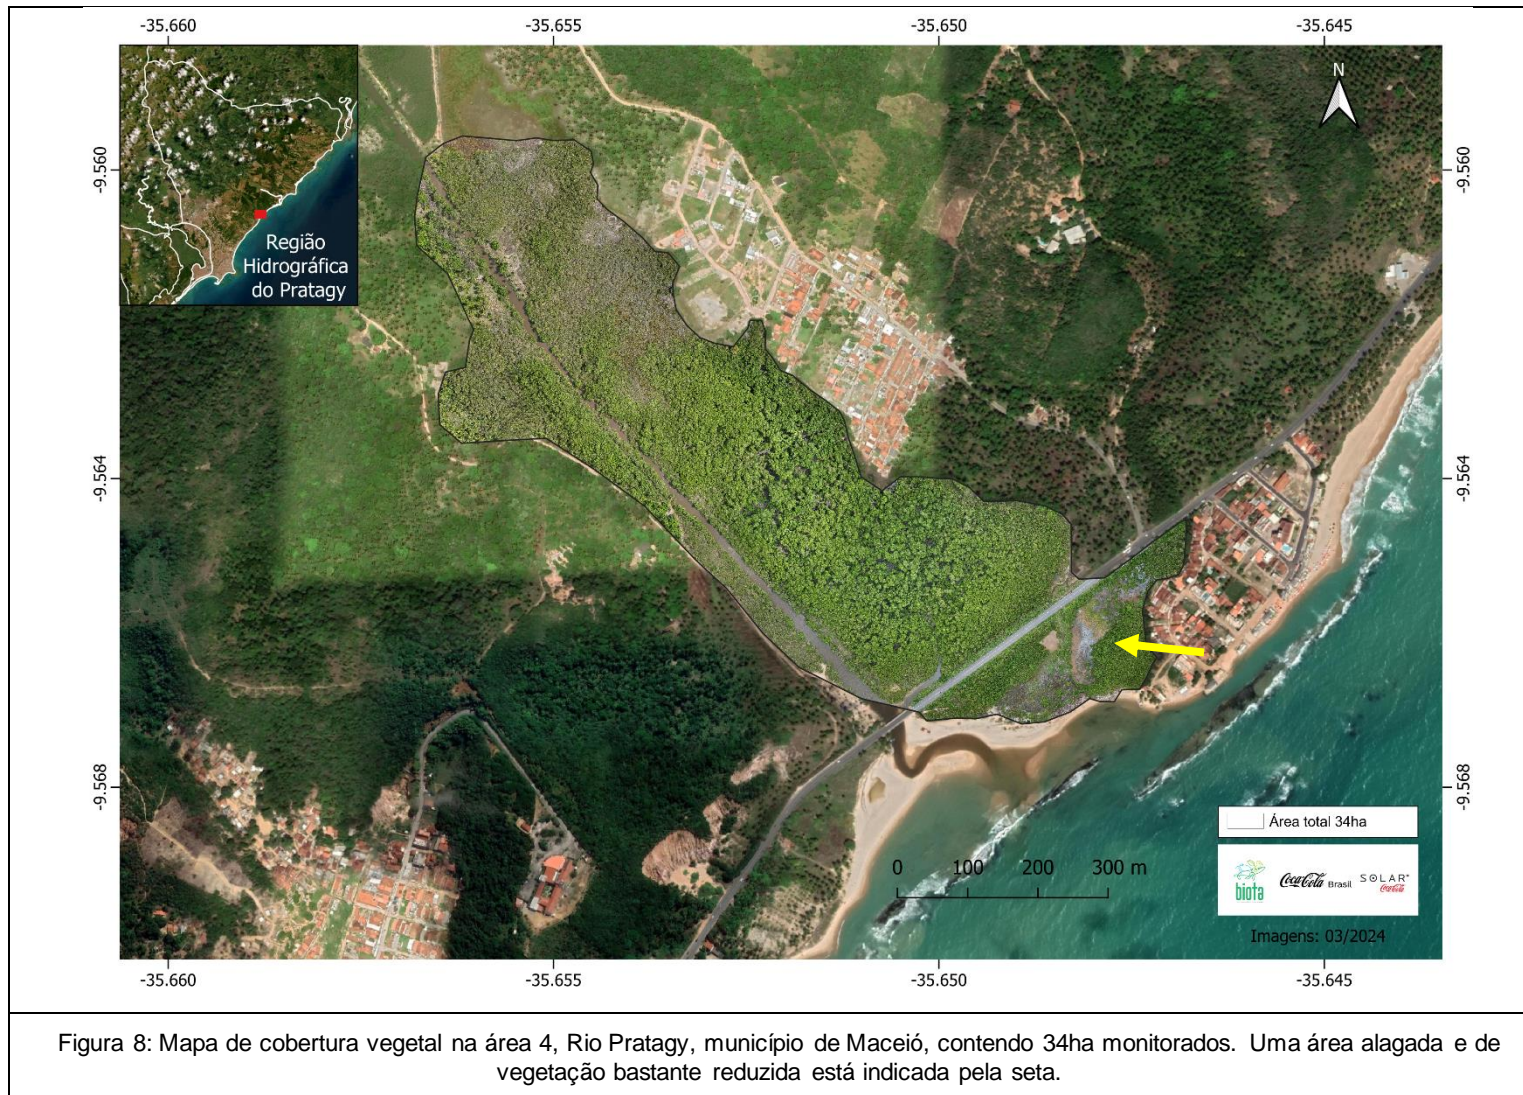 -35.660 -35.655 -35.650 -35.645
N
-9.560 -9.560
Região
Hidrográfica
do Pratagy
-9.564 -9.564
-9.568 -9.568
Área total 34ha
0 100 200 300 m
biota Coca-Cola Brasil SOLAR
Coca-Cola
Imagens: 03/2024
-35.660 -35.655 -35.650 -35.645
Figura 8: Mapa de cobertura vegetal na área 4, Rio Pratagy, município de Maceió, contendo 34ha monitorados. Uma área alagada e de
vegetação bastante reduzida está indicada pela seta.